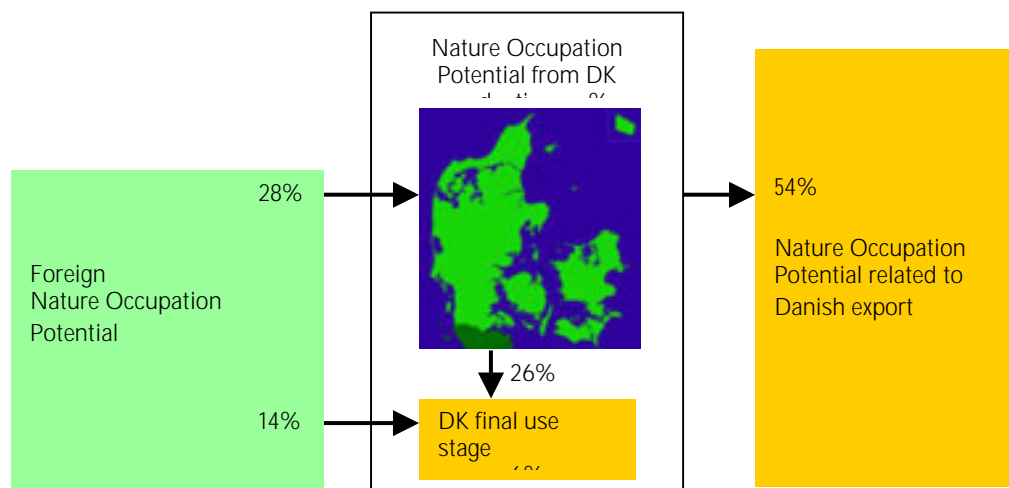 Nature Occupation
Potential from DK
%
28%
54%
Foreign
Nature Occupation
Potential
Nature Occupation
Potential related to
Danish export
26%
14%
DK final use
stage